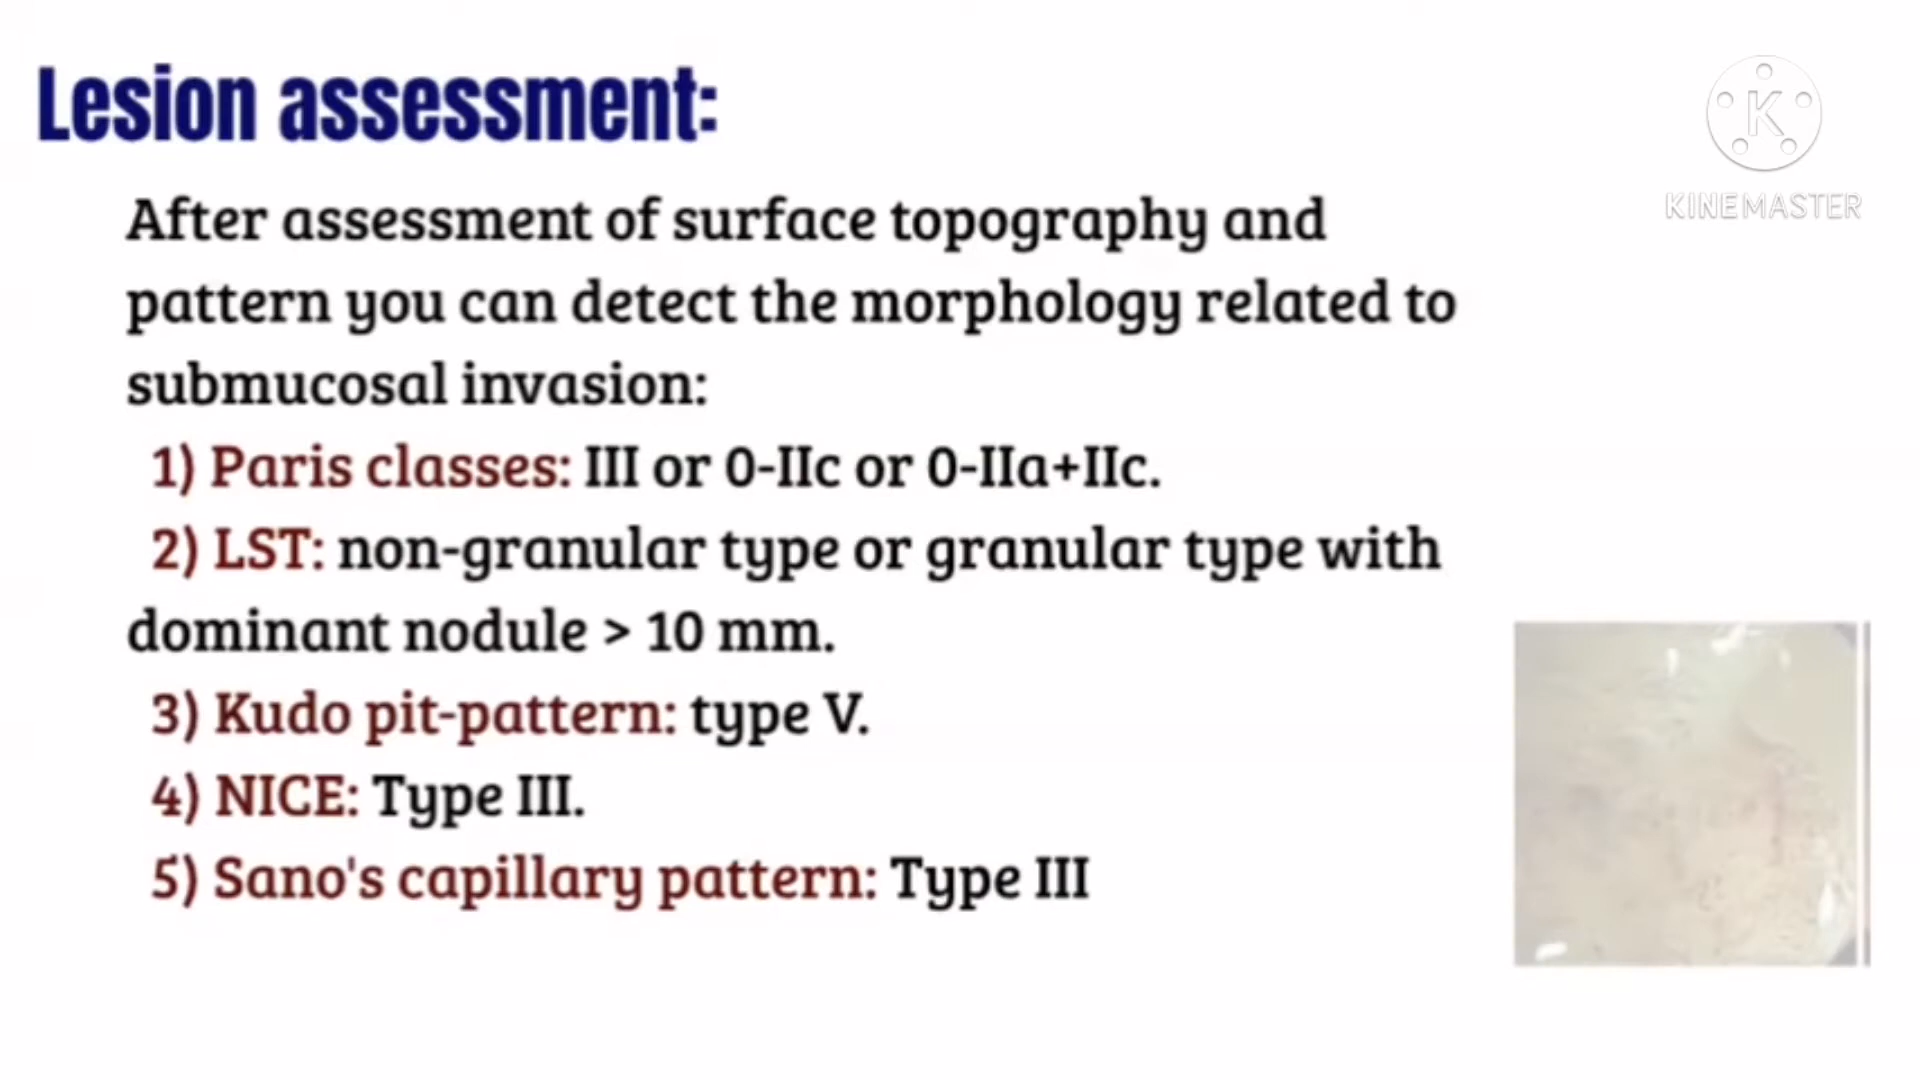 Lesion assessment:
K
KINEMASTER
After assessment of surface topography and
pattern you can detect the morphology related to
submucosal invasion:
1) Paris classes: III or 0-IIc or 0-IIa+IIc.
2) LST: non-granular type or granular type with
dominant nodule > 10 mm.
3) Kudo pit-pattern: type V.
4) NICE: Type III.
5) Sano's capillary pattern: Type III